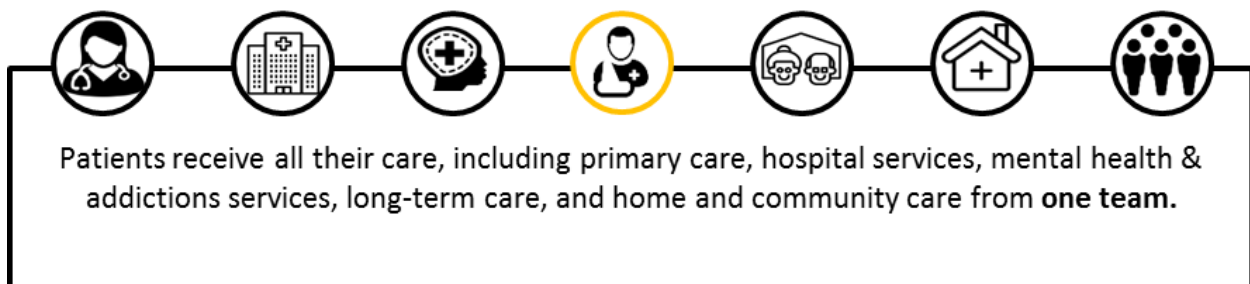 Patients receive all their care, including primary care, hospital services, mental health &
addictions services, long-term care, and home and community care from one team.